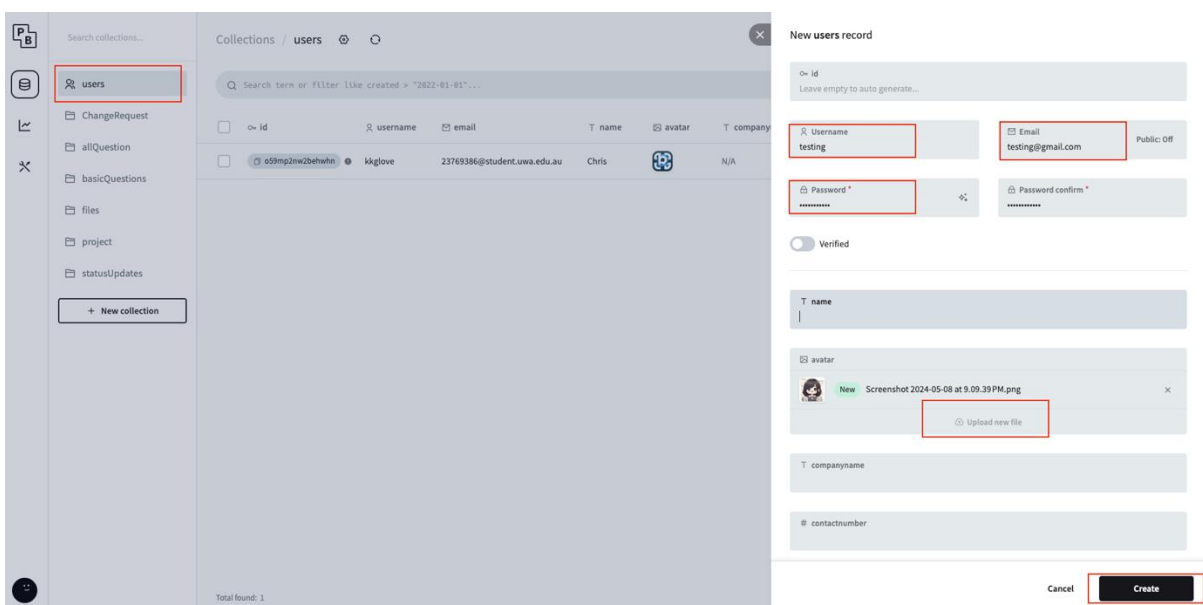 P
B
Search collections...
users
ChangeRequest
allQuestion
basicQuestions
files
project
statusUpdates
+ New collection
Collections / users
Search term or filter like created > "2022-01-01"...
id username email name avatar company
o59mp2nw2behwhn kkglove 23769386@student.uwa.edu.au Chris N/A
Total found: 1
New users record
id
Leave empty to auto generate...
Username
testing
Email
testing@gmail.com
Public: Off
Password *
Password confirm *
Verified
name
avatar
New Screenshot 2024-05-08 at 9.09.39 PM.png
Upload new file
companyname
# contactnumber
Cancel Create